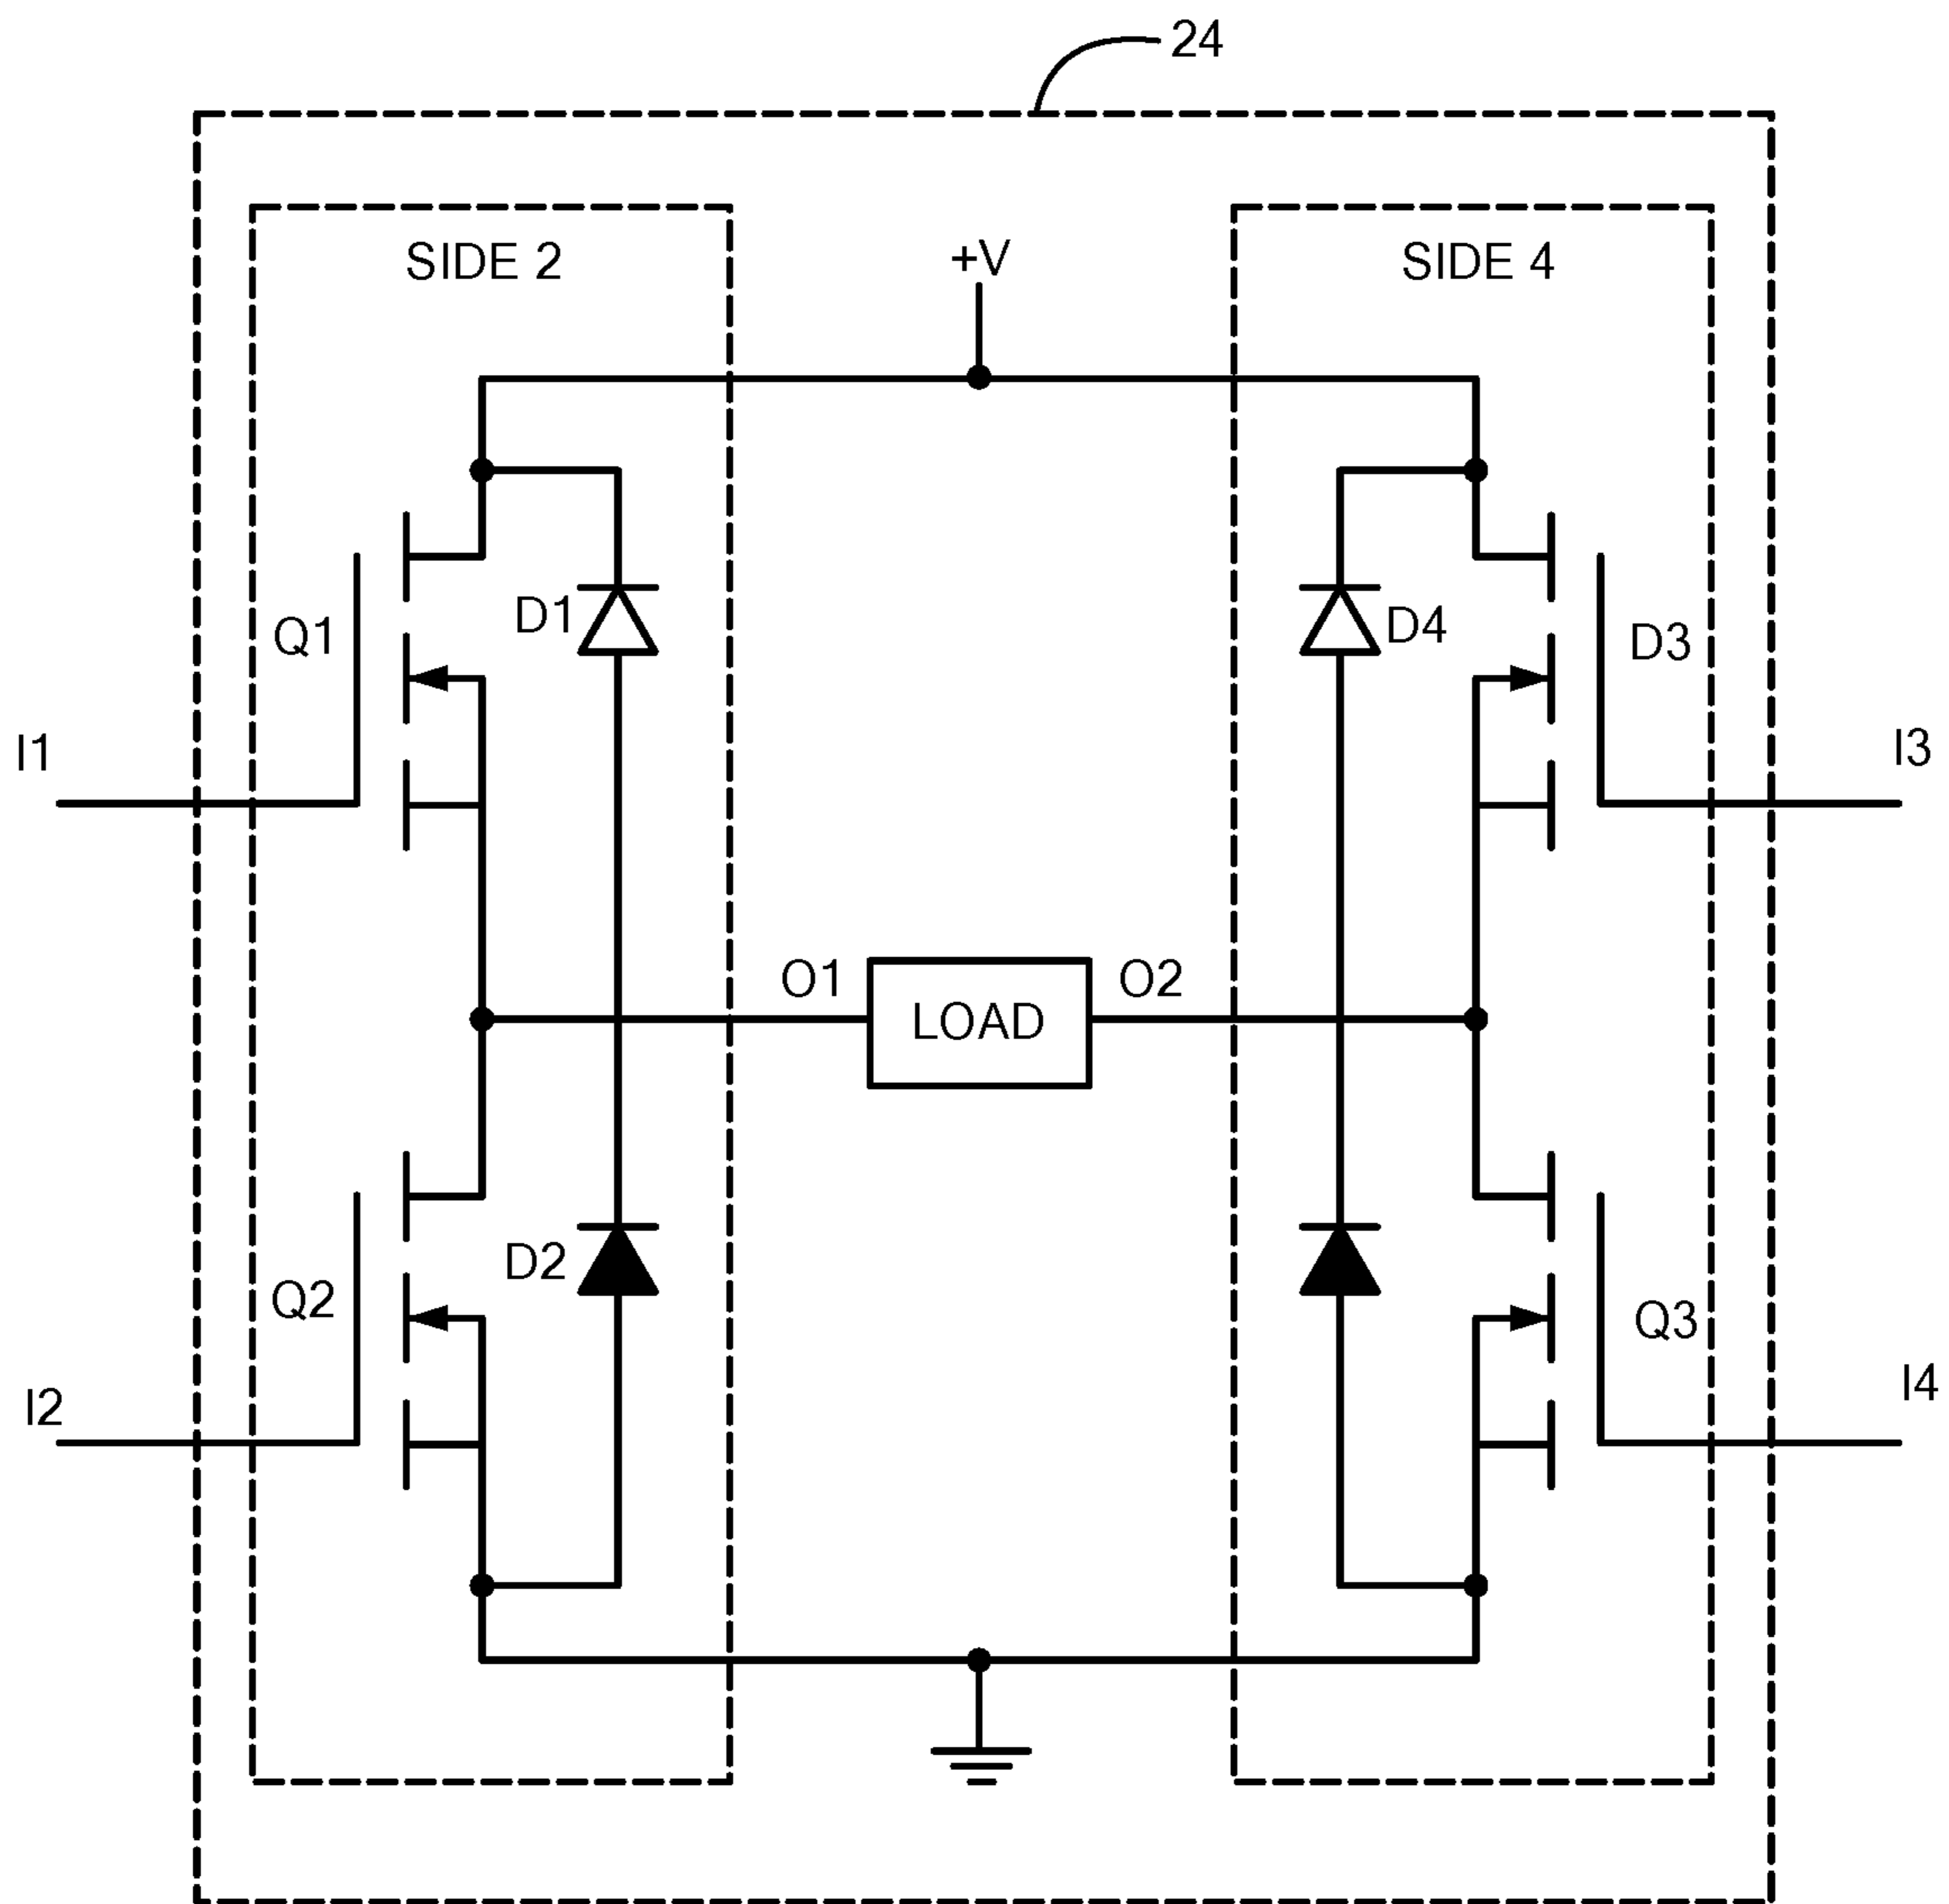 24
SIDE 2
SIDE 4
+V
D1
D4
Q1
D3
I1
I3
O1
O2
LOAD
D2
Q2
Q3
I2
I4